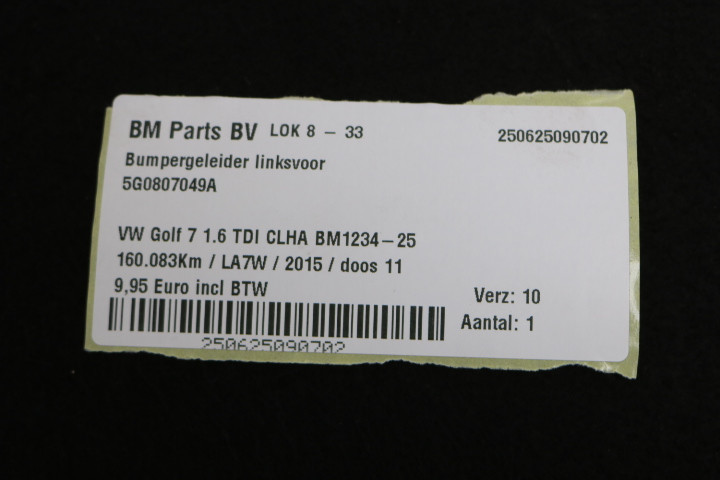 BM Parts BV LOK 8 - 33 250625090702
Bumpergeleider linksvoor
5G0807049A
VW Golf 7 1.6 TDI CLHA BM1234-25
160.083Km / LA7W / 2015 / doos 11
9,95 Euro incl BTW Verz: 10
Aantal: 1
250625090702